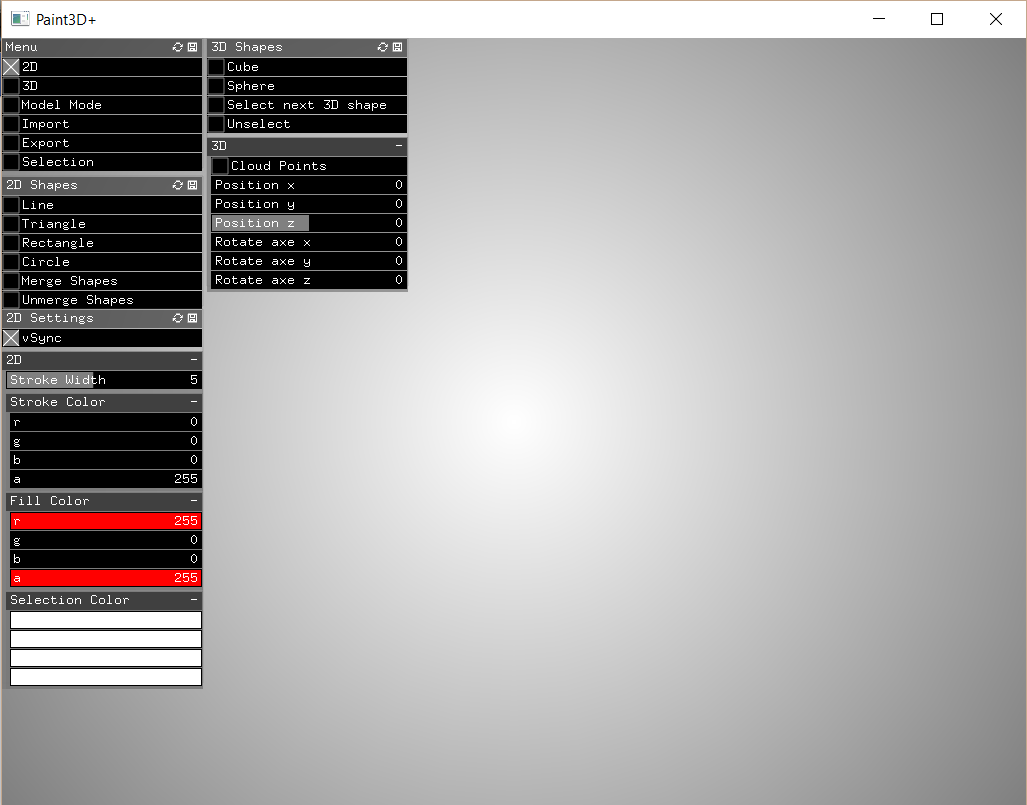 Paint3D+
Menu
2D
3D
Model Mode
Import
Export
Selection
2D Shapes
Line
Triangle
Rectangle
Circle
Merge Shapes
Unmerge Shapes
2D Settings
vSync
2D -
Stroke Width 5
Stroke Color -
r 0
g 0
b 0
a 255
Fill Color -
r 255
g 0
b 0
a 255
Selection Color -
3D Shapes
Cube
Sphere
Select next 3D shape
Unselect
3D -
Cloud Points
Position x 0
Position y 0
Position z 0
Rotate axe x 0
Rotate axe y 0
Rotate axe z 0